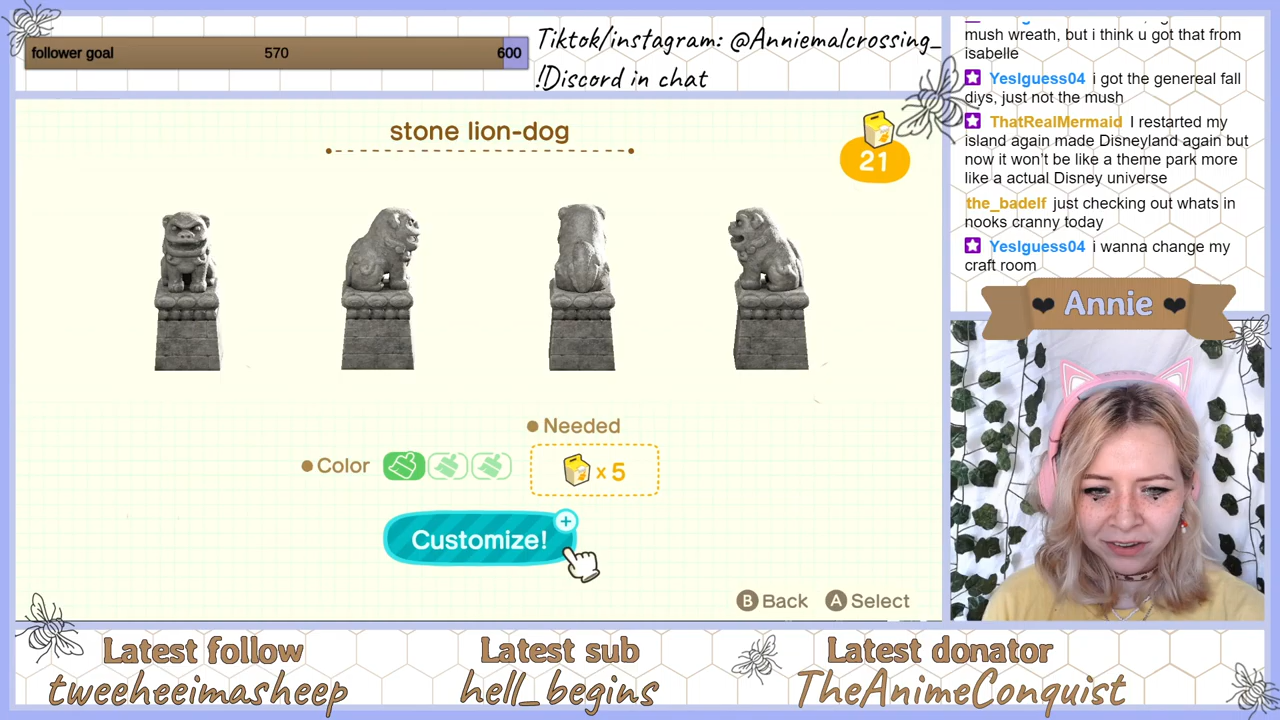 follower goal 570 600
Tiktok/instagram: @Anniemalcrossing_
!Discord in chat
stone lion-dog
21
Needed
Color
x 5
Customize!
B Back A Select
mush wreath, but i think u got that from
isabelle
YesIguess04 i got the genereal fall
diys, just not the mush
ThatRealMermaid I restarted my
island again made Disneyland again but
now it won't be like a theme park more
like a actual Disney universe
the_badelf just checking out whats in
nooks cranny today
YesIguess04 i wanna change my
craft room
Annie
Latest follow
tweeheeimasheep
Latest sub
hell_begins
Latest donator
TheAnimeConquist